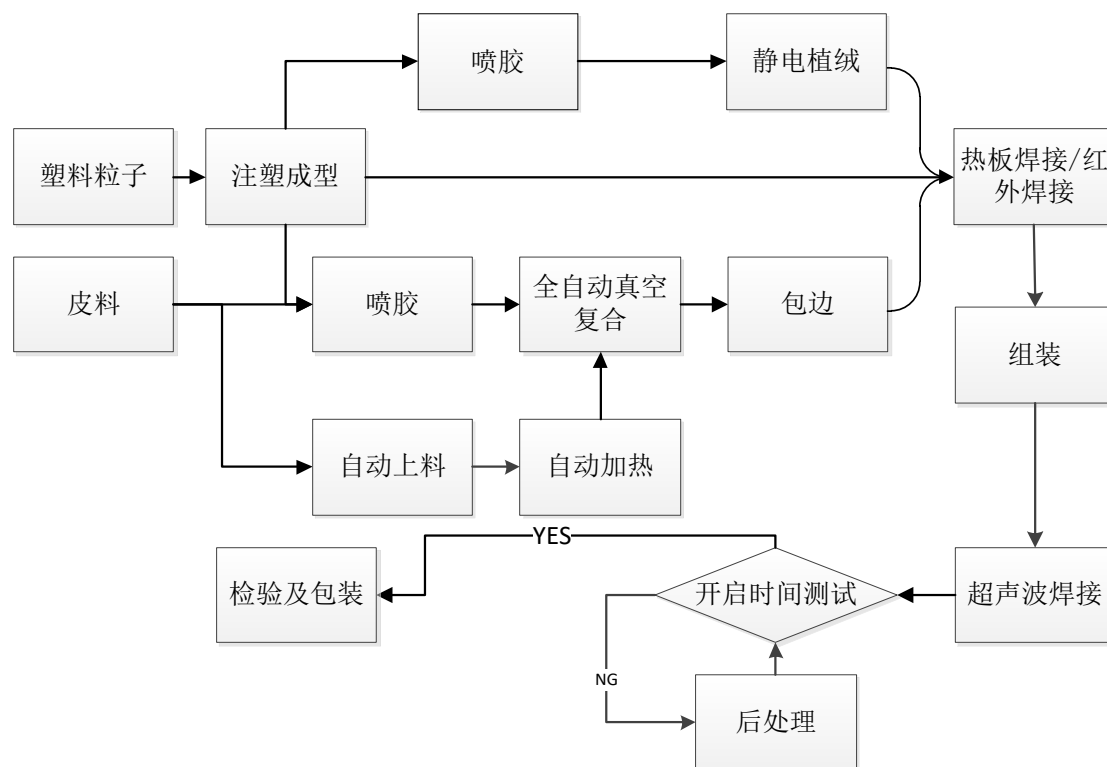 喷胶
静电植绒
塑料粒子
注塑成型
热板焊接/红
外焊接
皮料
喷胶
全自动真空
复合
包边
组装
自动上料
自动加热
YES
检验及包装
开启时间测试
超声波焊接
NG
后处理